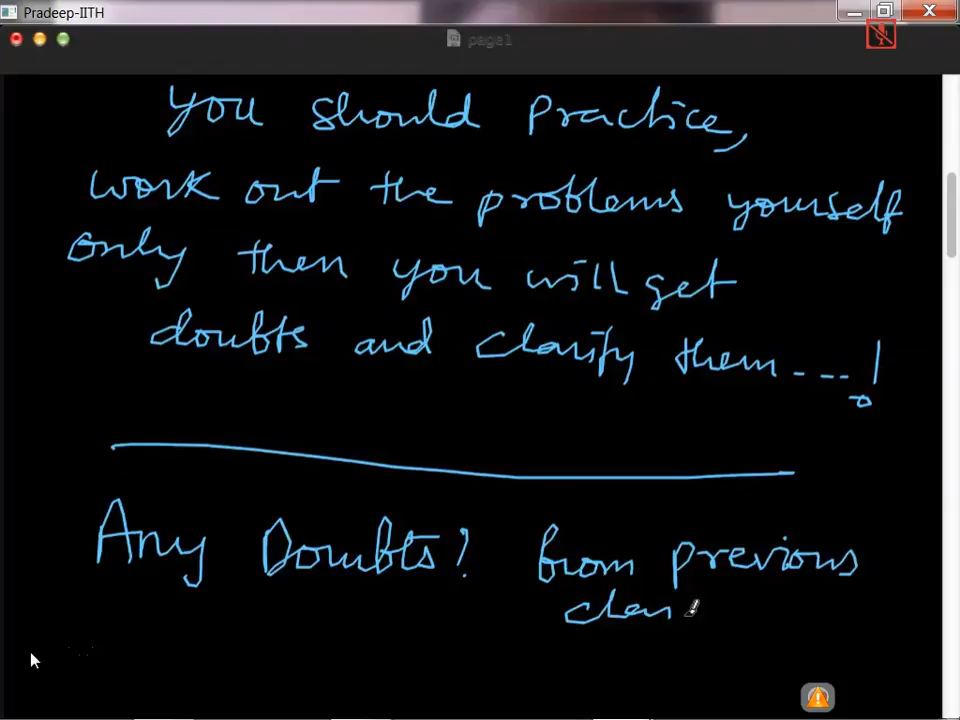 Pradeep-IITH
page1
You should Practice,
work out the problems yourself
Only then you will get
doubts and clarify them - - - - !
Any Doubts? from previous